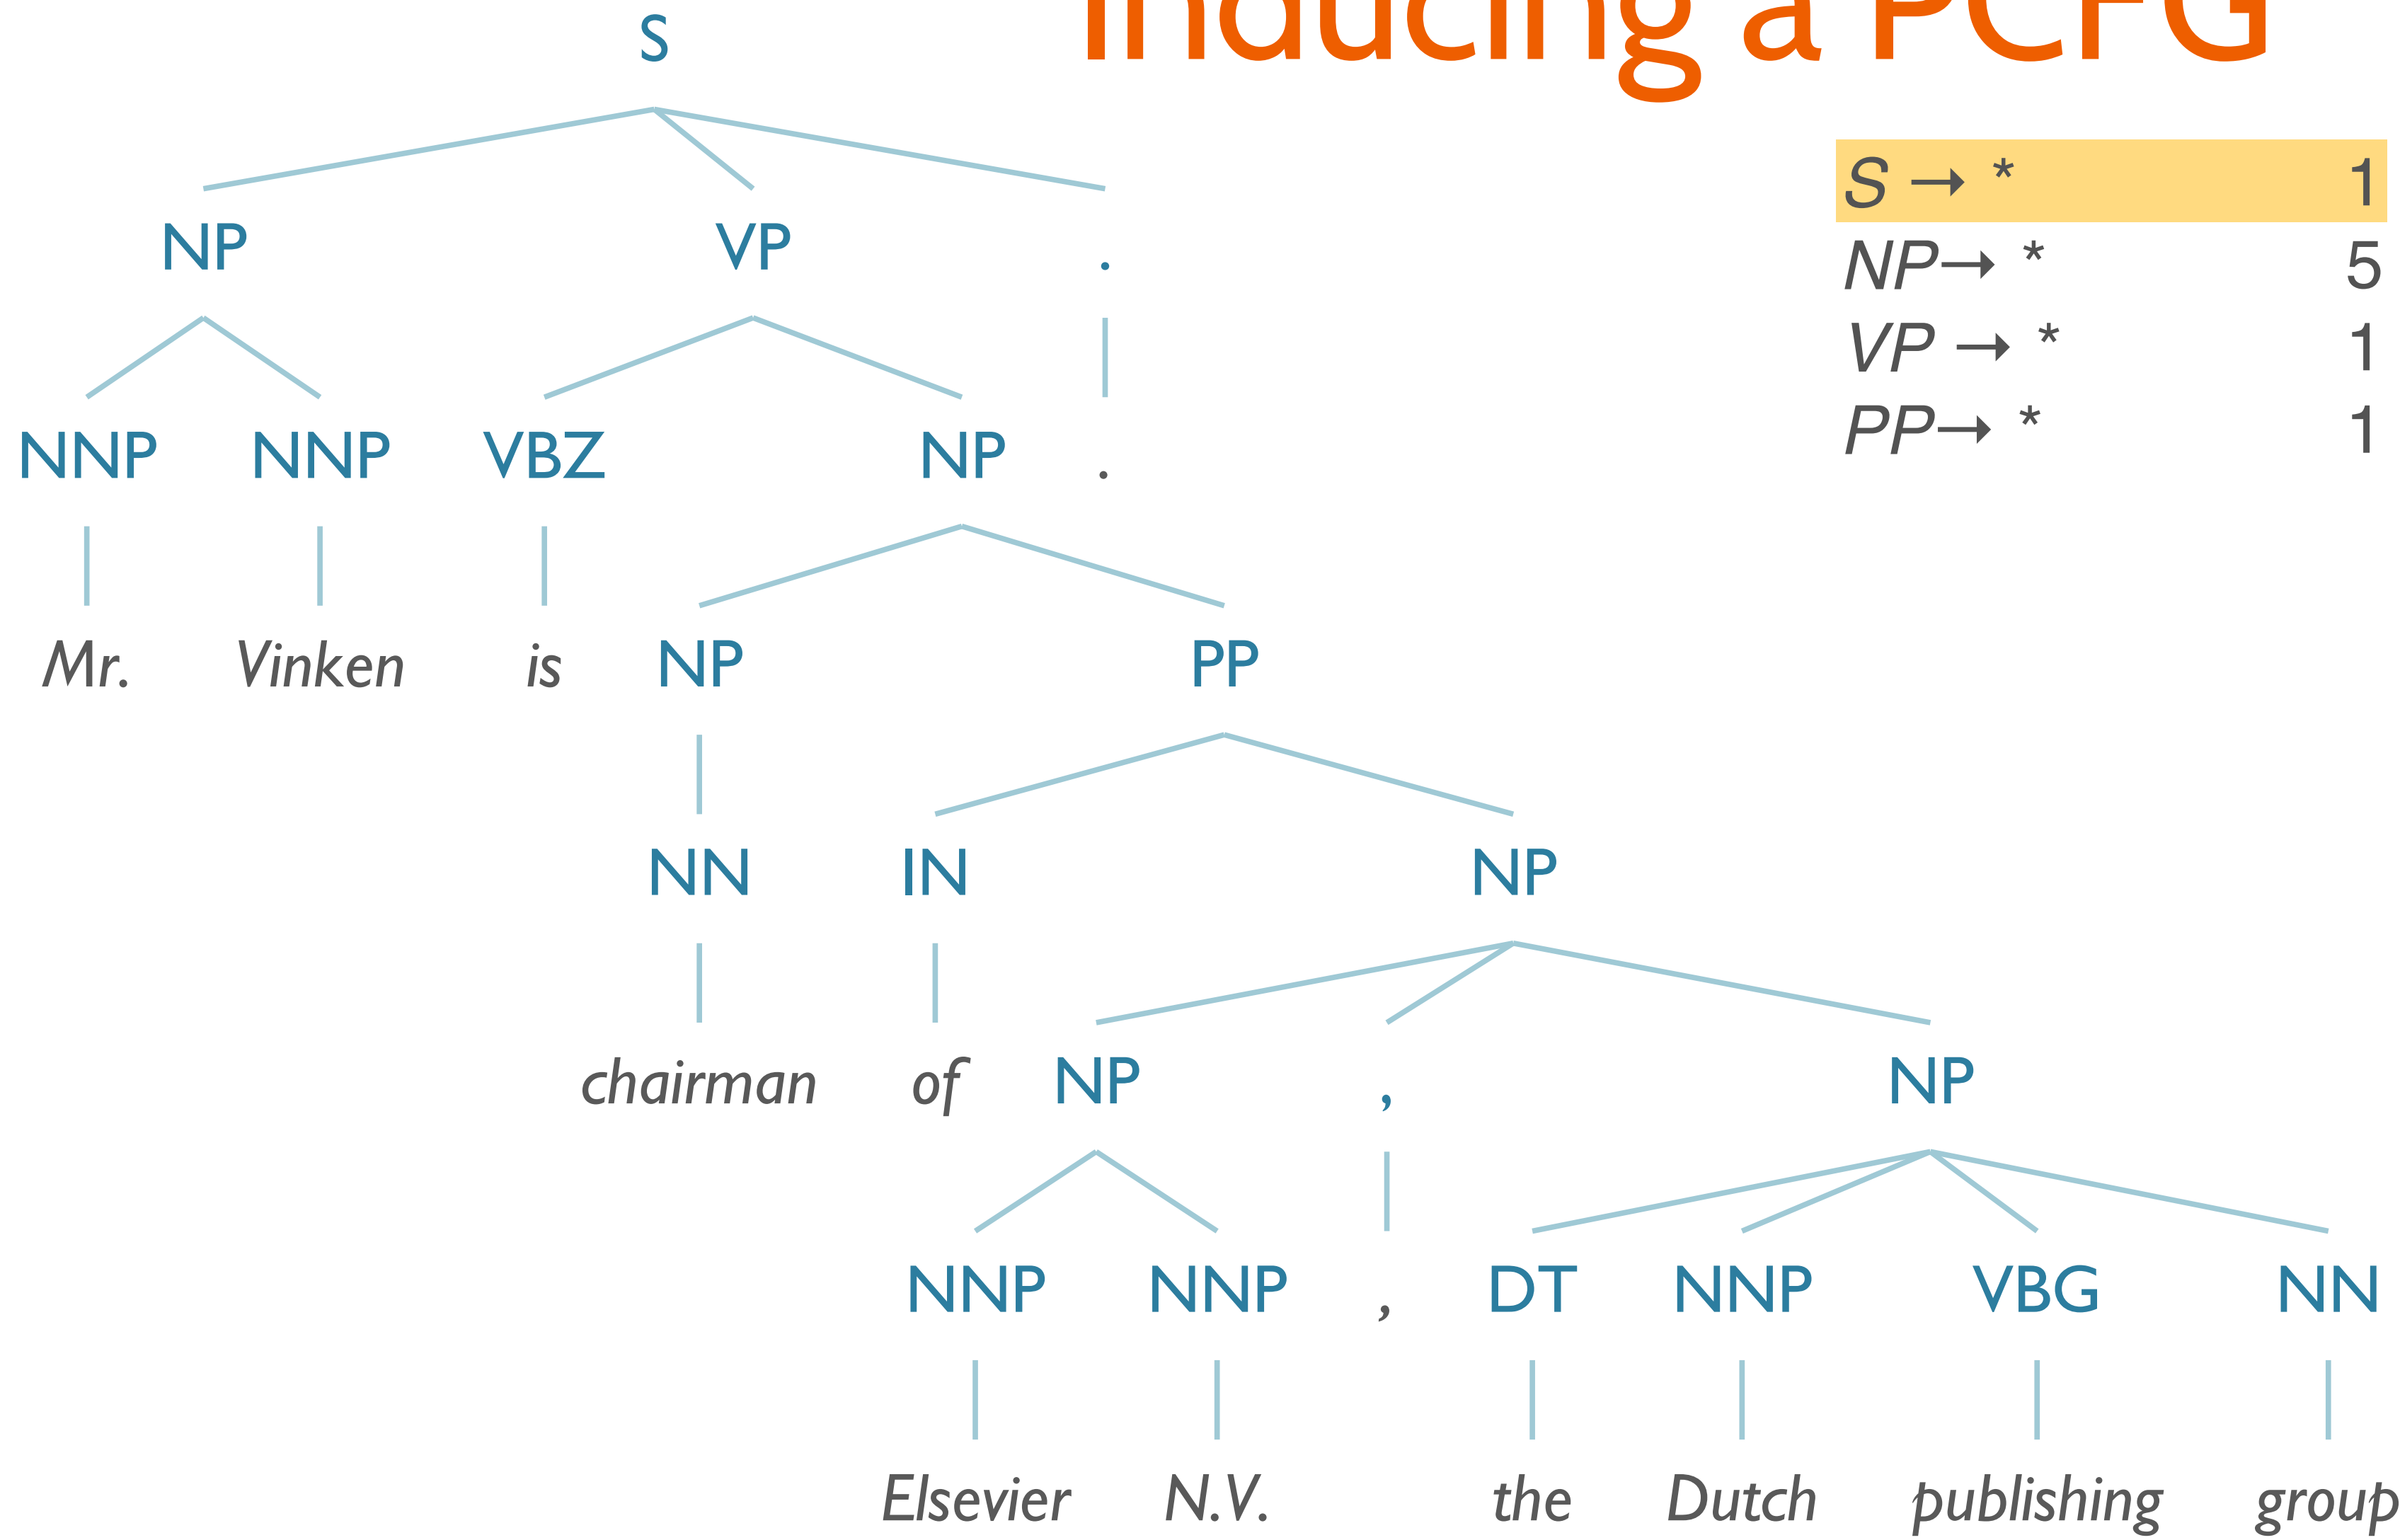 Inducing a PCFG
S
S → * 1
NP VP .
NP → * 5
VP → * 1
PP → * 1
NNP NNP VBZ NP .
Mr. Vinken is NP PP
NN IN NP
chairman of NP , NP
NNP NNP , DT NNP VBG NN
Elsevier N.V. the Dutch publishing group